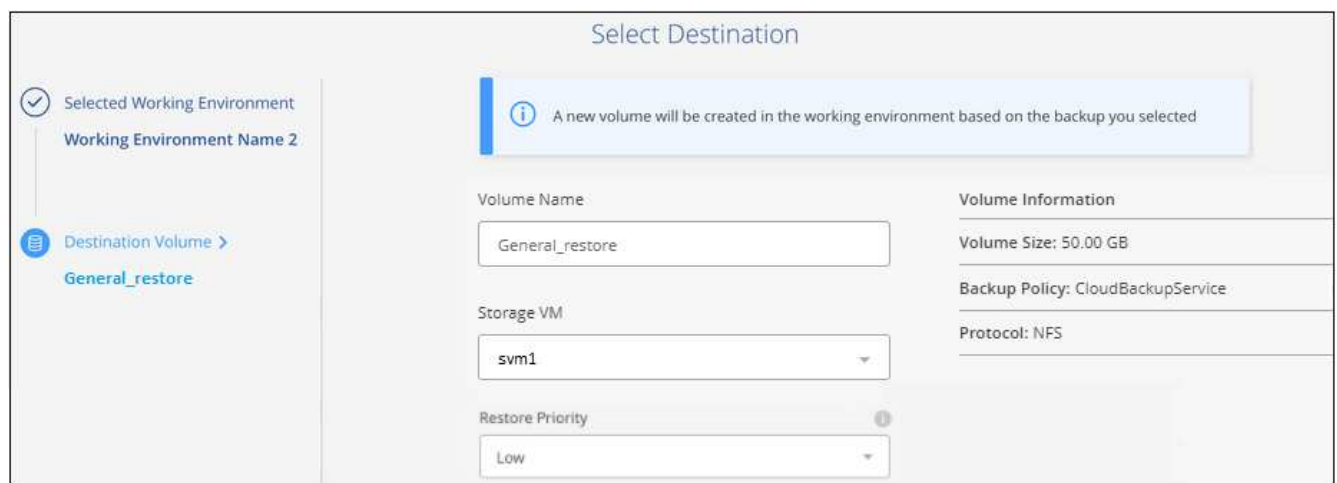 Select Destination
Selected Working Environment
Working Environment Name 2
Destination Volume >
General_restore
A new volume will be created in the working environment based on the backup you selected
Volume Name
General_restore
Storage VM
svm1
Restore Priority
Low
Volume Information
Volume Size: 50.00 GB
Backup Policy: CloudBackupService
Protocol: NFS